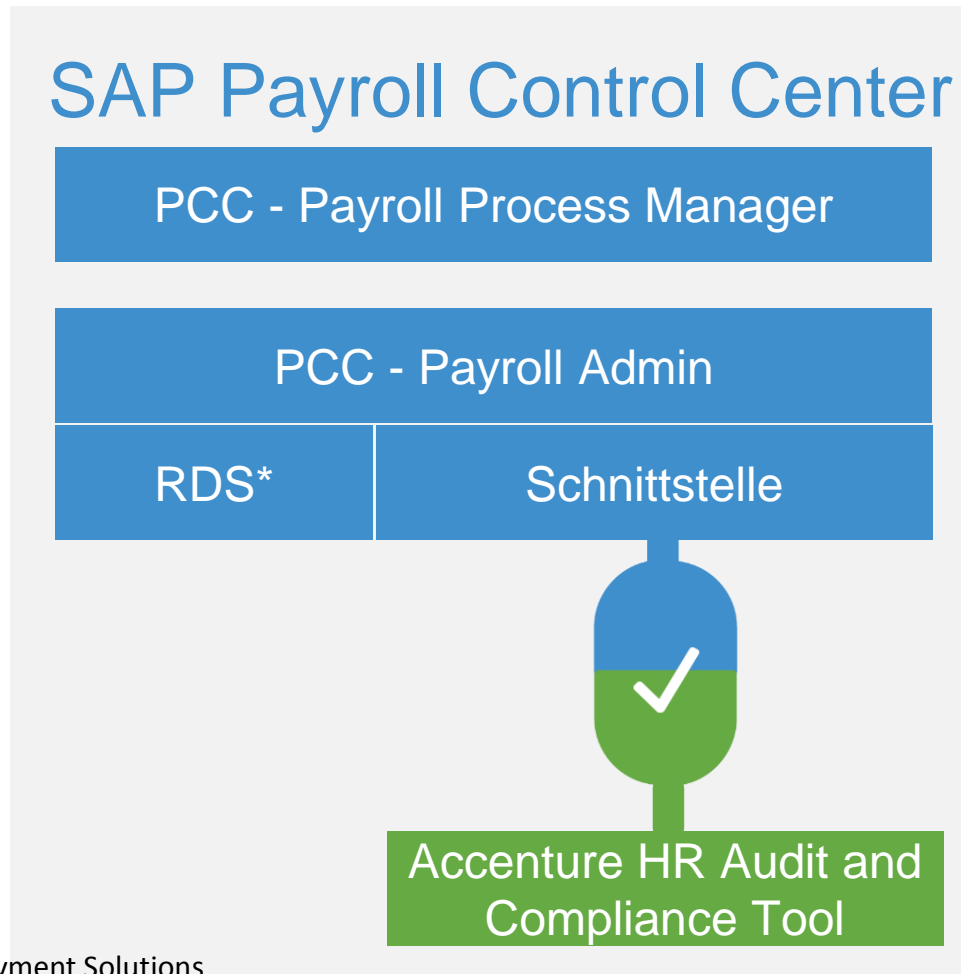 SAP Payroll Control Center
PCC - Payroll Process Manager
PCC - Payroll Admin
RDS*
Schnittstelle
Accenture HR Audit and
Compliance Tool
Solutions